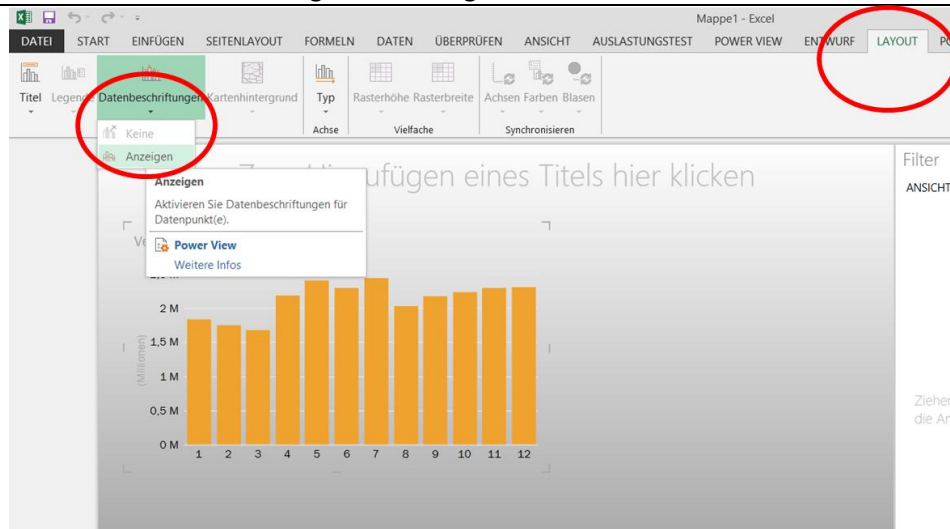 Mappe1 - Excel
DATEI START EINFÜGEN SEITENLAYOUT FORMELN DATEN ÜBERPRÜFEN ANSICHT AUSLASTUNGSTEST POWER VIEW ENTWURF LAYOUT
Titel Legende Datenbeschriftungen Kartenhintergrund Typ Rasterhöhe Rasterbreite Achsen Farben Blasen
Achse Vielfache Synchronisieren
Keine
Anzeigen
ufügen eines Titels hier klicken
Anzeigen
Aktivieren Sie Datenbeschriftungen für
Datenpunkt(e).
Power View
Weitere Infos
2 M
1,5 M
1 M
0,5 M
0 M
(Millionen)
1 2 3 4 5 6 7 8 9 10 11 12
Filter
ANSICHT
Ziehen
die